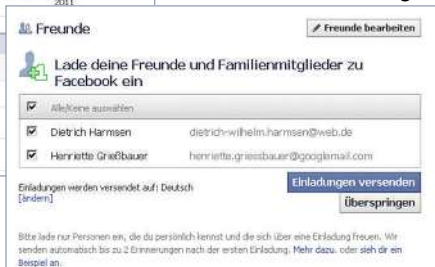 2011
Freunde
Freunde bearbeiten
Lade deine Freunde und Familienmitglieder zu
Facebook ein
Alle/Keine auswählen
Dietrich Harmsen dietrich-wilhelm.harmsen@web.de
Henriette Grießbauer henriette.griessbauer@googlemail.com
Einladungen werden versendet auf: Deutsch
[ändern]
Einladungen versenden
Überspringen
Bitte lade nur Personen ein, die du persönlich kennst und die sich über eine Einladung freuen. Wir
senden automatisch bis zu 2 Erinnerungen nach der ersten Einladung. Mehr dazu. oder sieh dir ein
Beispiel an.